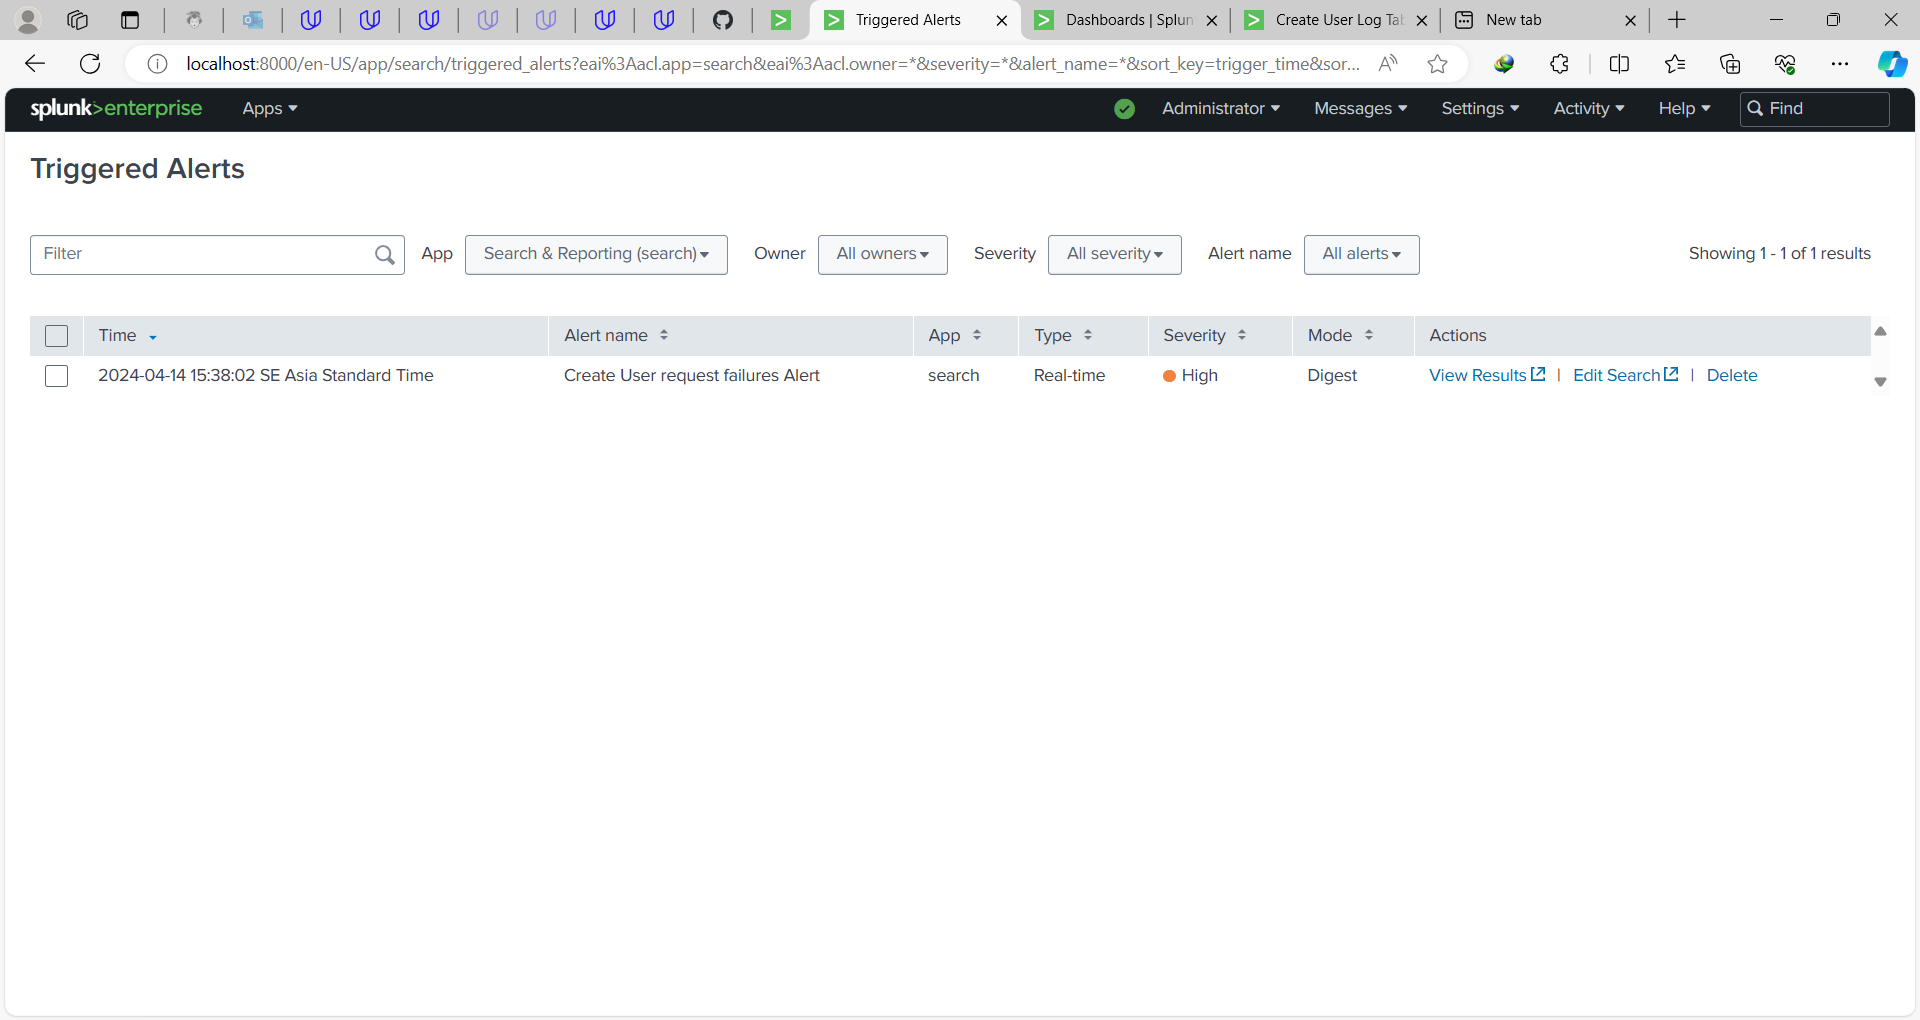 Triggered Alerts
Dashboards | Splun
Create User Log Tab
New tab
localhost:8000/en-US/app/search/triggered_alerts?eai%3Aacl.app=search&eai%3Aacl.owner=*&severity=*&alert_name=*&sort_key=trigger_time&sor...
splunk>enterprise Apps Administrator Messages Settings Activity Help Find
Triggered Alerts
Filter App Search & Reporting (search) Owner All owners Severity All severity Alert name All alerts Showing 1 - 1 of 1 results
Time Alert name App Type Severity Mode Actions
2024-04-14 15:38:02 SE Asia Standard Time Create User request failures Alert search Real-time High Digest View Results | Edit Search | Delete